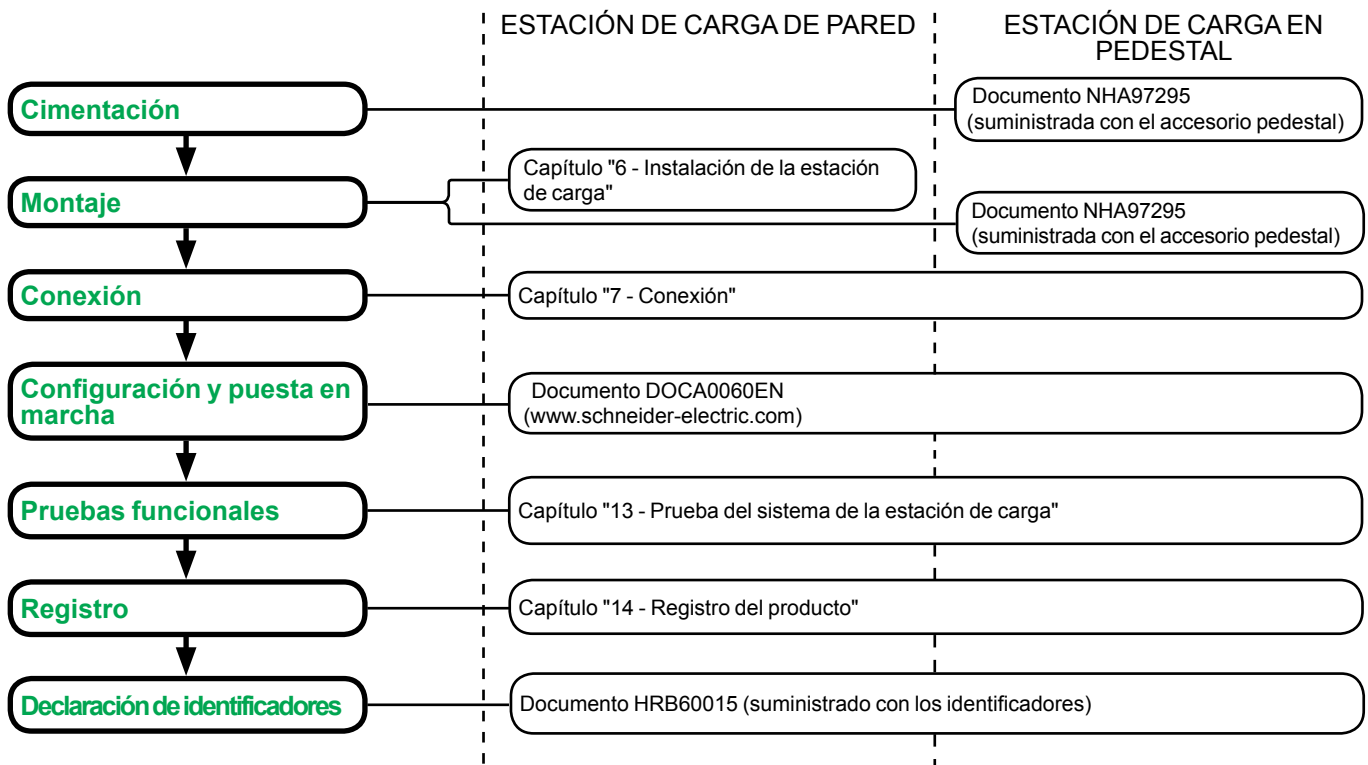 ESTACIÓN DE CARGA DE PARED
ESTACIÓN DE CARGA EN
PEDESTAL
Cimentación
Documento NHA97295
(suministrada con el accesorio pedestal)
Montaje
Capítulo "6 - Instalación de la estación
de carga"
Documento NHA97295
(suministrada con el accesorio pedestal)
Conexión
Capítulo "7 - Conexión"
Configuración y puesta en
marcha
Documento DOCA0060EN
(www.schneider-electric.com)
Pruebas funcionales
Capítulo "13 - Prueba del sistema de la estación de carga"
Registro
Capítulo "14 - Registro del producto"
Declaración de identificadores
Documento HRB60015 (suministrado con los identificadores)